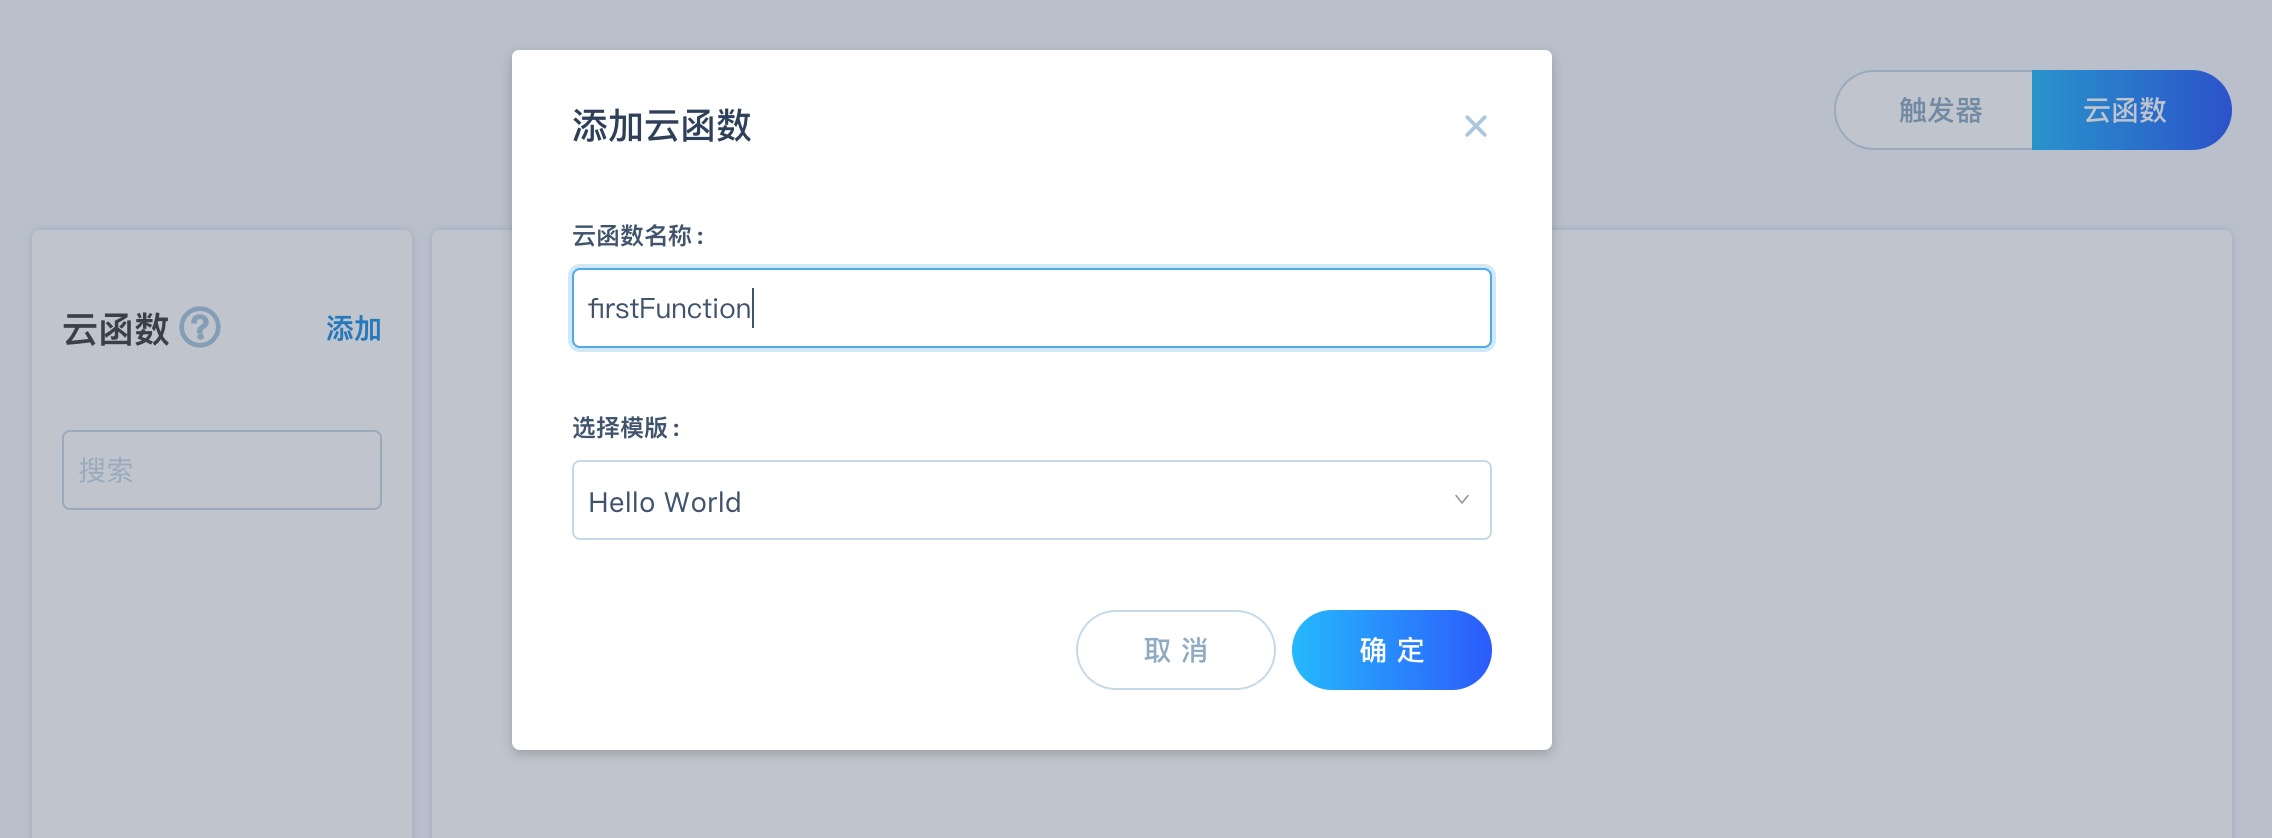 触发器
云函数
云函数
添加
搜索
添加云函数
云函数名称:
firstFunction
选择模版:
Hello World
取 消
确 定